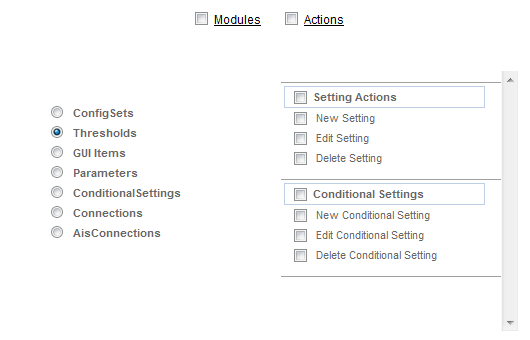 Modules Actions
ConfigSets
Thresholds
GUI Items
Parameters
ConditionalSettings
Connections
AisConnections
Setting Actions
New Setting
Edit Setting
Delete Setting
Conditional Settings
New Conditional Setting
Edit Conditional Setting
Delete Conditional Setting